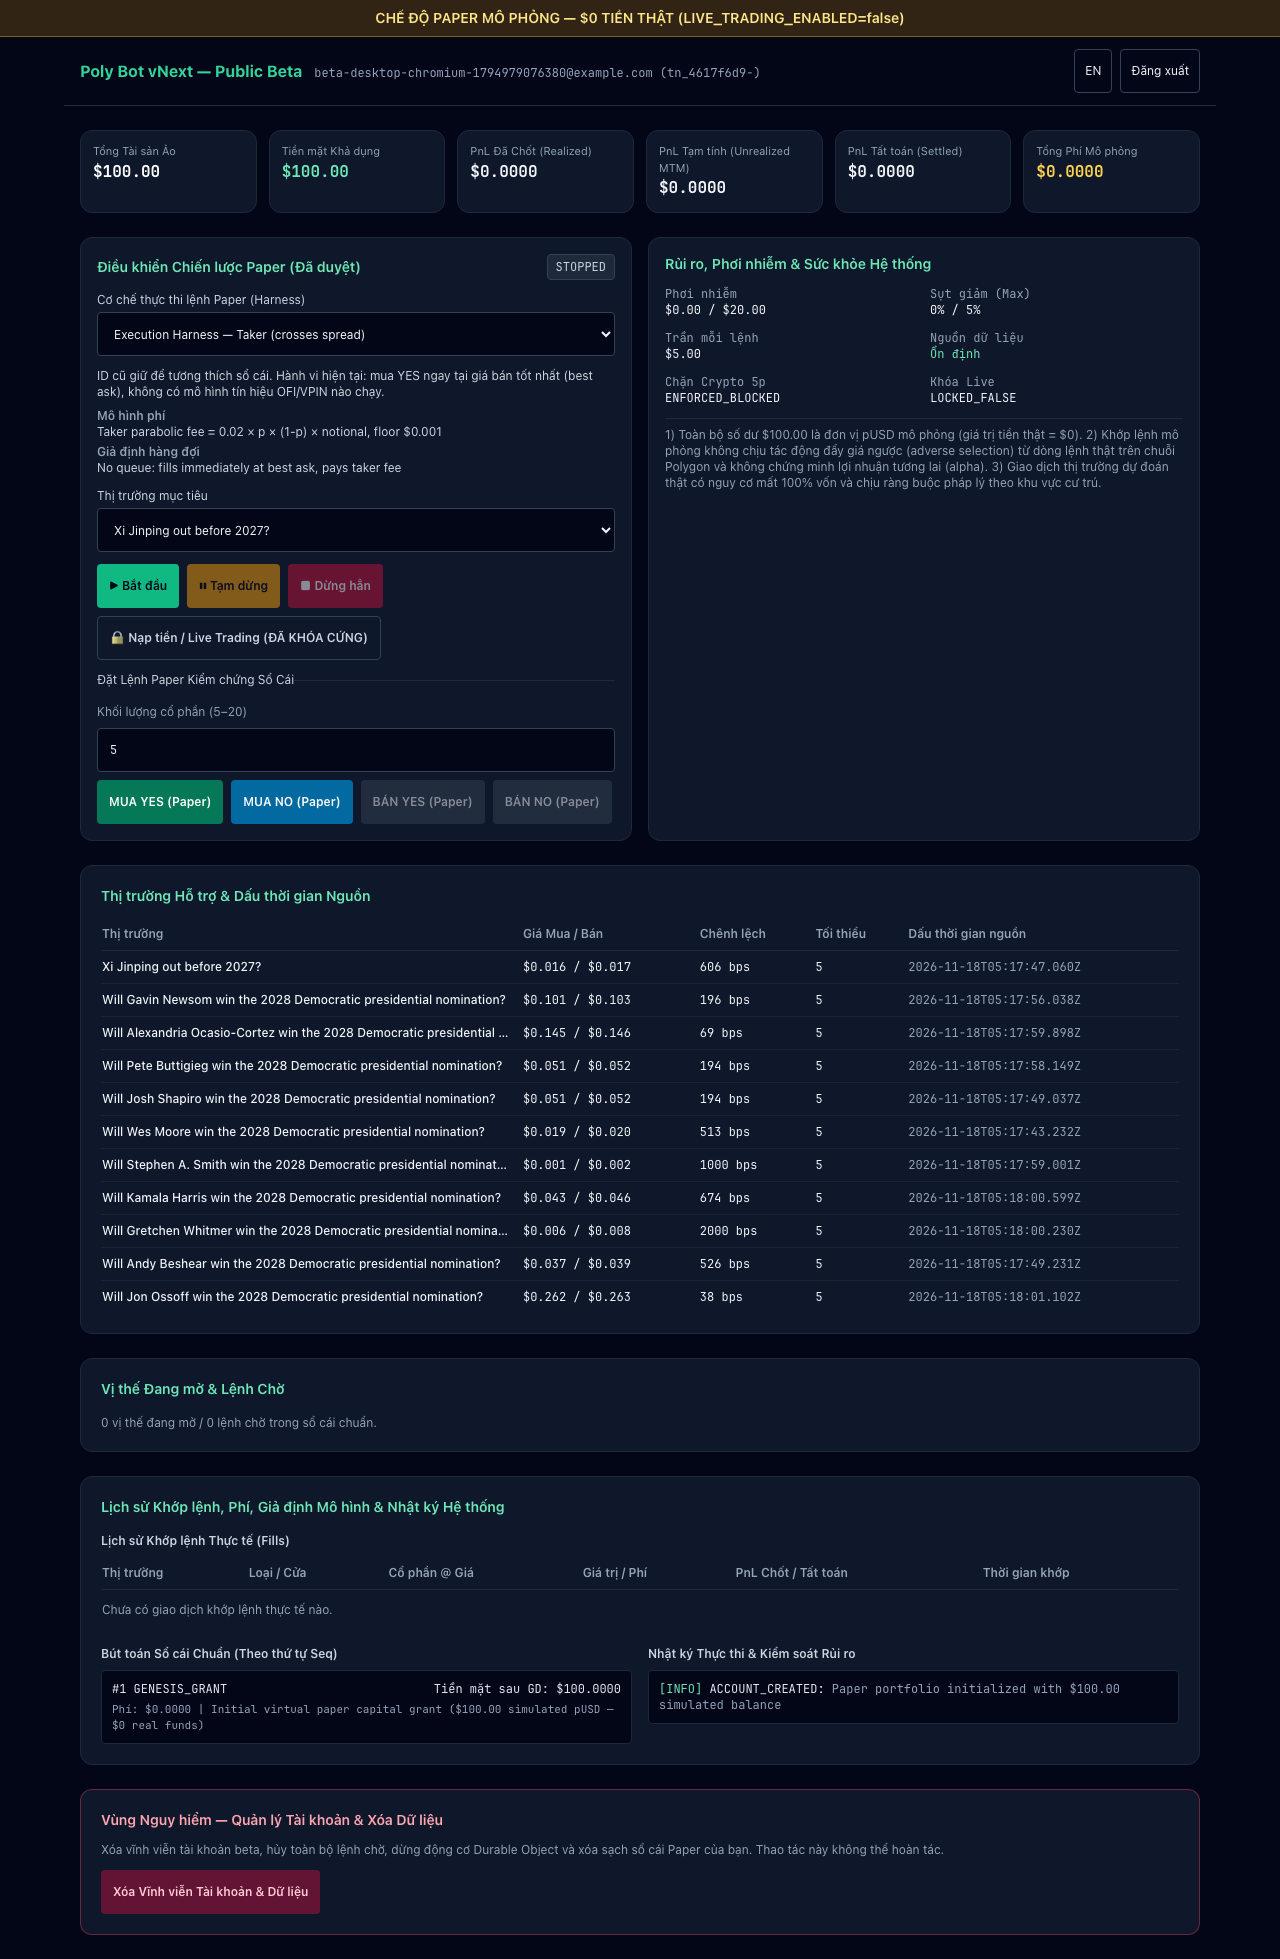 CHẾ ĐỘ PAPER MÔ PHỎNG — $0 TIỀN THẬT (LIVE_TRADING_ENABLED=false)
Poly Bot vNext — Public Beta
beta-desktop-chromium-1794979076380@example.com (tn_4617f6d9-)
EN
Đăng xuất
Tổng Tài sản Ảo
$100.00
Tiền mặt Khả dụng
$100.00
PnL Đã Chốt (Realized)
$0.0000
PnL Tạm tính (Unrealized
MTM)
$0.0000
PnL Tất toán (Settled)
$0.0000
Tổng Phí Mô phỏng
$0.0000
Điều khiển Chiến lược Paper (Đã duyệt)
STOPPED
Cơ chế thực thi lệnh Paper (Harness)
Execution Harness — Taker (crosses spread)
ID cũ giữ để tương thích sổ cái. Hành vi hiện tại: mua YES ngay tại giá bán tốt nhất (best
ask), không có mô hình tín hiệu OFI/VPIN nào chạy.
Mô hình phí
Taker parabolic fee = 0.02 × p × (1-p) × notional, floor $0.001
Giả định hàng đợi
No queue: fills immediately at best ask, pays taker fee
Thị trường mục tiêu
Xi Jinping out before 2027?
▶ Bắt đầu
⏸ Tạm dừng
⏹ Dừng hẳn
🔒 Nạp tiền / Live Trading (ĐÃ KHÓA CỨNG)
Đặt Lệnh Paper Kiểm chứng Sổ Cái
Khối lượng cổ phần (5–20)
5
MUA YES (Paper)
MUA NO (Paper)
BÁN YES (Paper)
BÁN NO (Paper)
Rủi ro, Phơi nhiễm & Sức khỏe Hệ thống
Phơi nhiễm
$0.00 / $20.00
Sụt giảm (Max)
0% / 5%
Trần mỗi lệnh
$5.00
Nguồn dữ liệu
Ổn định
Chặn Crypto 5p
ENFORCED_BLOCKED
Khóa Live
LOCKED_FALSE
1) Toàn bộ số dư $100.00 là đơn vị pUSD mô phỏng (giá trị tiền thật = $0). 2) Khớp lệnh mô
phỏng không chịu tác động đẩy giá ngược (adverse selection) từ dòng lệnh thật trên chuỗi
Polygon và không chứng minh lợi nhuận tương lai (alpha). 3) Giao dịch thị trường dự đoán
thật có nguy cơ mất 100% vốn và chịu ràng buộc pháp lý theo khu vực cư trú.
Thị trường Hỗ trợ & Dấu thời gian Nguồn
Thị trường Giá Mua / Bán Chênh lệch Tối thiểu Dấu thời gian nguồn
Xi Jinping out before 2027? $0.016 / $0.017 606 bps 5 2026-11-18T05:17:47.060Z
Will Gavin Newsom win the 2028 Democratic presidential nomination? $0.101 / $0.103 196 bps 5 2026-11-18T05:17:56.038Z
Will Alexandria Ocasio-Cortez win the 2028 Democratic presidential ... $0.145 / $0.146 69 bps 5 2026-11-18T05:17:59.898Z
Will Pete Buttigieg win the 2028 Democratic presidential nomination? $0.051 / $0.052 194 bps 5 2026-11-18T05:17:58.149Z
Will Josh Shapiro win the 2028 Democratic presidential nomination? $0.051 / $0.052 194 bps 5 2026-11-18T05:17:49.037Z
Will Wes Moore win the 2028 Democratic presidential nomination? $0.019 / $0.020 513 bps 5 2026-11-18T05:17:43.232Z
Will Stephen A. Smith win the 2028 Democratic presidential nominat... $0.001 / $0.002 1000 bps 5 2026-11-18T05:17:59.001Z
Will Kamala Harris win the 2028 Democratic presidential nomination? $0.043 / $0.046 674 bps 5 2026-11-18T05:18:00.599Z
Will Gretchen Whitmer win the 2028 Democratic presidential nomina... $0.006 / $0.008 2000 bps 5 2026-11-18T05:18:00.230Z
Will Andy Beshear win the 2028 Democratic presidential nomination? $0.037 / $0.039 526 bps 5 2026-11-18T05:17:49.231Z
Will Jon Ossoff win the 2028 Democratic presidential nomination? $0.262 / $0.263 38 bps 5 2026-11-18T05:18:01.102Z
Vị thế Đang mở & Lệnh Chờ
0 vị thế đang mở / 0 lệnh chờ trong sổ cái chuẩn.
Lịch sử Khớp lệnh, Phí, Giả định Mô hình & Nhật ký Hệ thống
Lịch sử Khớp lệnh Thực tế (Fills)
Thị trường Loại / Cửa Cổ phần @ Giá Giá trị / Phí PnL Chốt / Tất toán Thời gian khớp
Chưa có giao dịch khớp lệnh thực tế nào.
Bút toán Sổ cái Chuẩn (Theo thứ tự Seq)
#1 GENESIS_GRANT Tiền mặt sau GD: $100.0000
Phí: $0.0000 | Initial virtual paper capital grant ($100.00 simulated pUSD —
$0 real funds)
Nhật ký Thực thi & Kiểm soát Rủi ro
[INFO] ACCOUNT_CREATED: Paper portfolio initialized with $100.00
simulated balance
Vùng Nguy hiểm — Quản lý Tài khoản & Xóa Dữ liệu
Xóa vĩnh viễn tài khoản beta, hủy toàn bộ lệnh chờ, dừng động cơ Durable Object và xóa sạch sổ cái Paper của bạn. Thao tác này không thể hoàn tác.
Xóa Vĩnh viễn Tài khoản & Dữ liệu